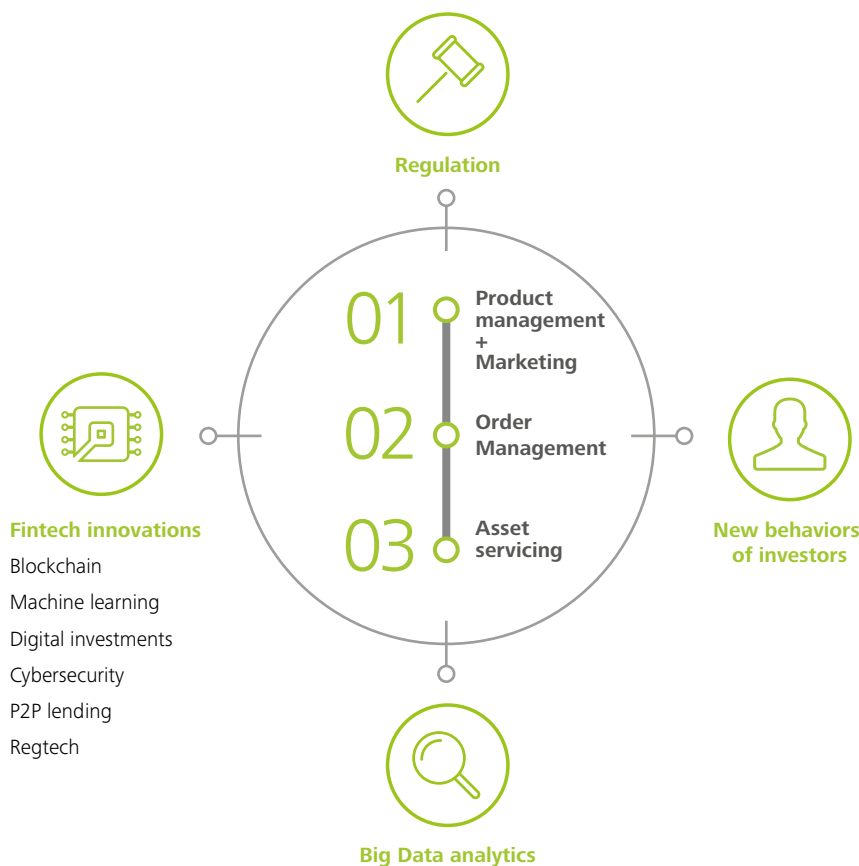 Regulation
01
Product
management
+
Marketing
02
Order
Management
03
Asset
servicing
Fintech innovations
Blockchain
Machine learning
Digital investments
Cybersecurity
P2P lending
Regtech
New behaviors
of investors
Big Data analytics